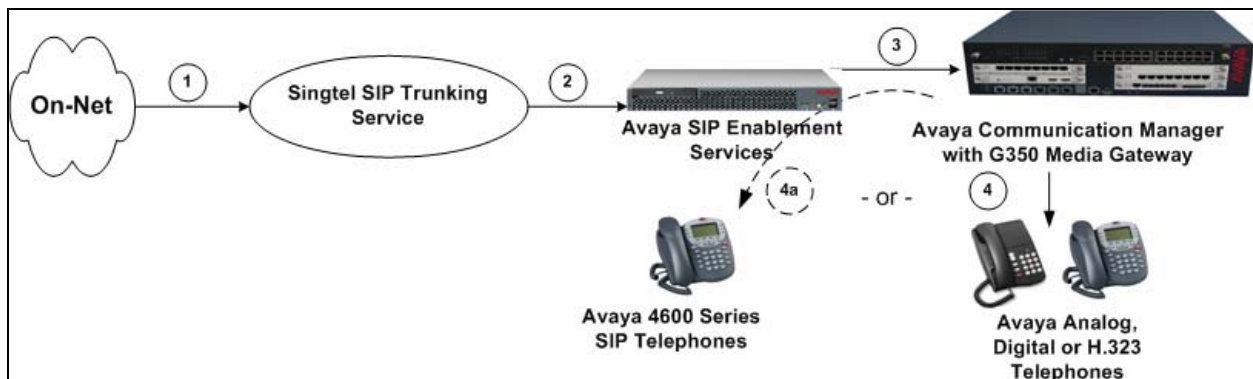 1
2
3
On-Net
Singtel SIP Trunking
Service
Avaya SIP Enablement
Services
Avaya Communication Manager
with G350 Media Gateway
4a
- or -
4
Avaya 4600 Series
SIP Telephones
Avaya Analog,
Digital or H.323
Telephones